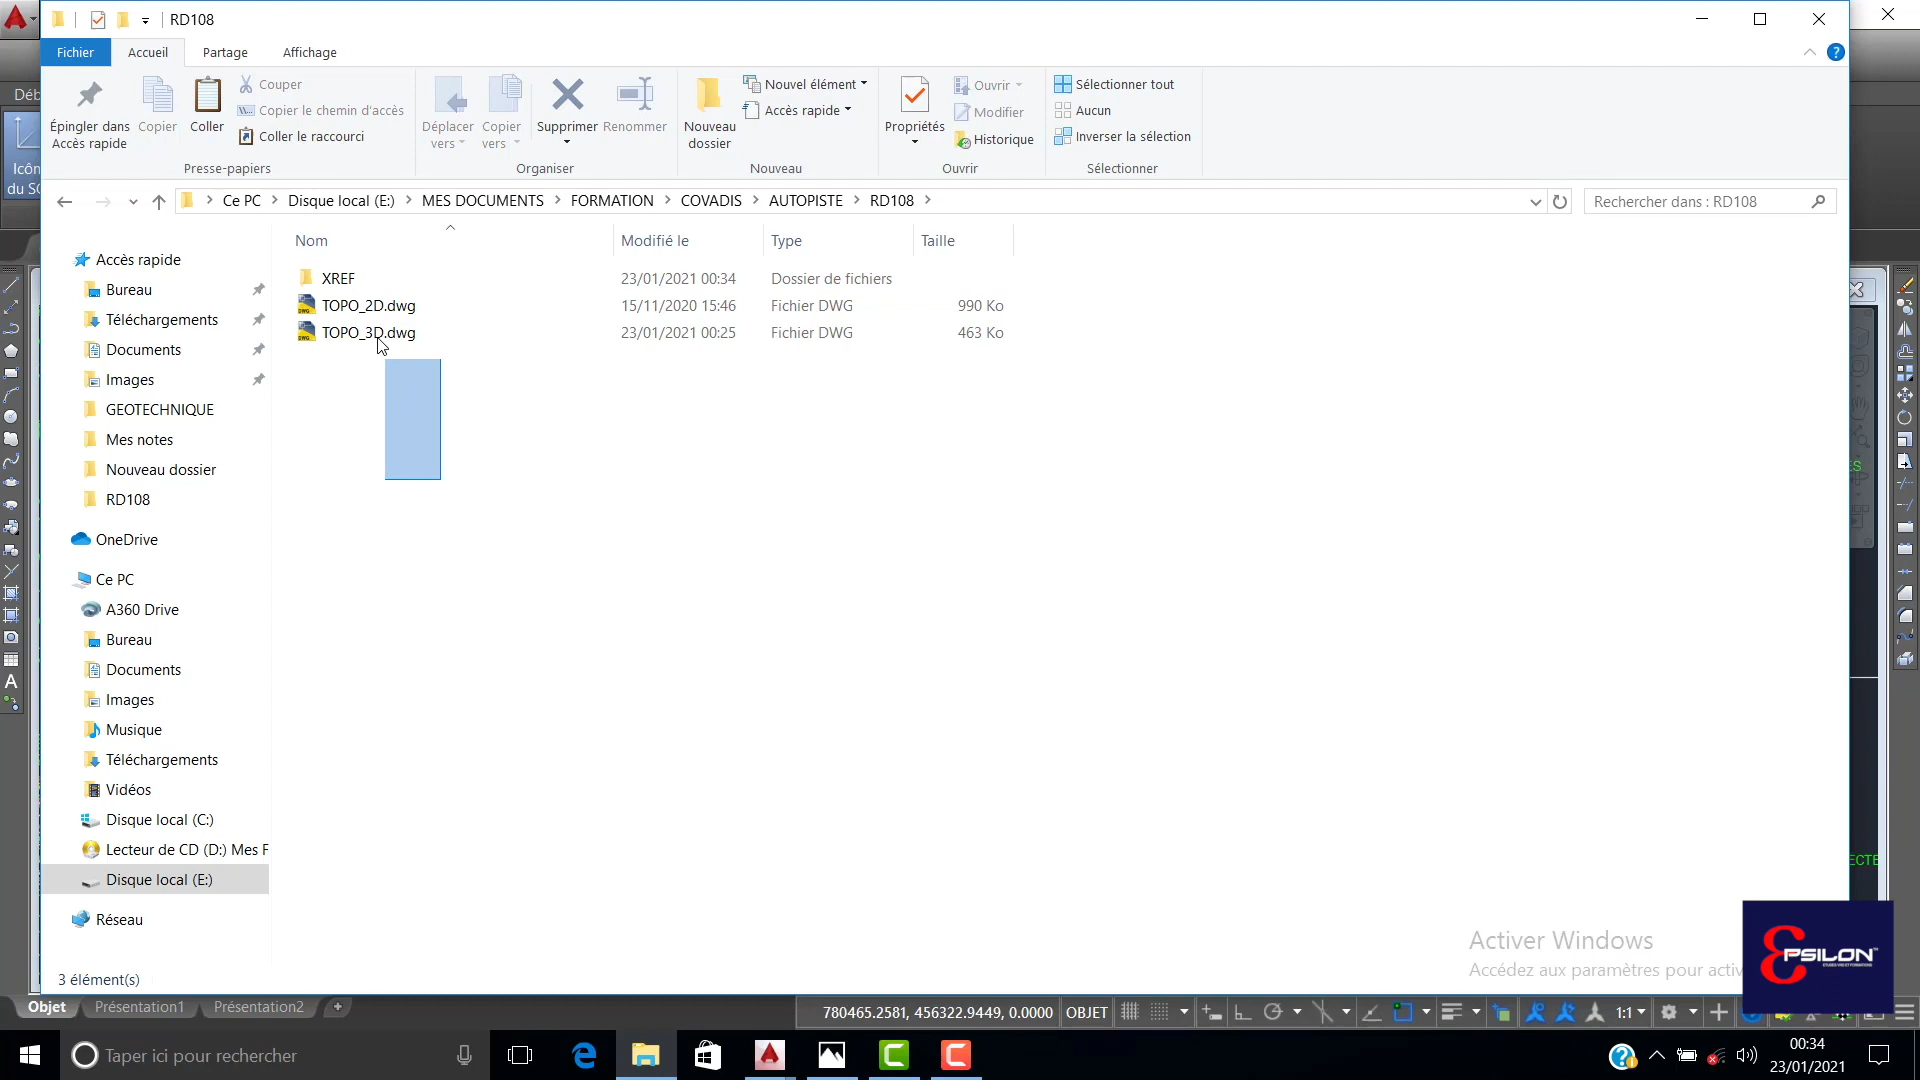 RD108
Fichier
Accueil
Partage
Affichage
Épingler dans
Accès rapide
Copier
Coller
Couper
Copier le chemin d'accès
Coller le raccourci
Déplacer
vers
Copier
vers
Supprimer
Renommer
Nouveau
dossier
Nouvel élément
Accès rapide
Propriétés
Ouvrir
Modifier
Historique
Sélectionner tout
Aucun
Inverser la sélection
Presse-papiers
Organiser
Nouveau
Ouvrir
Sélectionner
Déb
Icôn
du SC
Ce PC
Disque local (E:)
MES DOCUMENTS
FORMATION
COVADIS
AUTOPISTE
RD108
Rechercher dans : RD108
Nom
Modifié le
Type
Taille
XREF 23/01/2021 00:34 Dossier de fichiers
TOPO_2D.dwg 15/11/2020 15:46 Fichier DWG 990 Ko
TOPO_3D.dwg 23/01/2021 00:25 Fichier DWG 463 Ko
Accès rapide
Bureau
Téléchargements
Documents
Images
GEOTECHNIQUE
Mes notes
Nouveau dossier
RD108
OneDrive
Ce PC
A360 Drive
Bureau
Documents
Images
Musique
Téléchargements
Vidéos
Disque local (C:)
Lecteur de CD (D:) Mes F
Disque local (E:)
Réseau
3 élément(s)
ES
ECTE
Activer Windows
Accédez aux paramètres pour activ
EPSILON™
Objet
Présentation1
Présentation2
780465.2581, 456322.9449, 0.0000
OBJET
1:1
Taper ici pour rechercher
00:34
23/01/2021